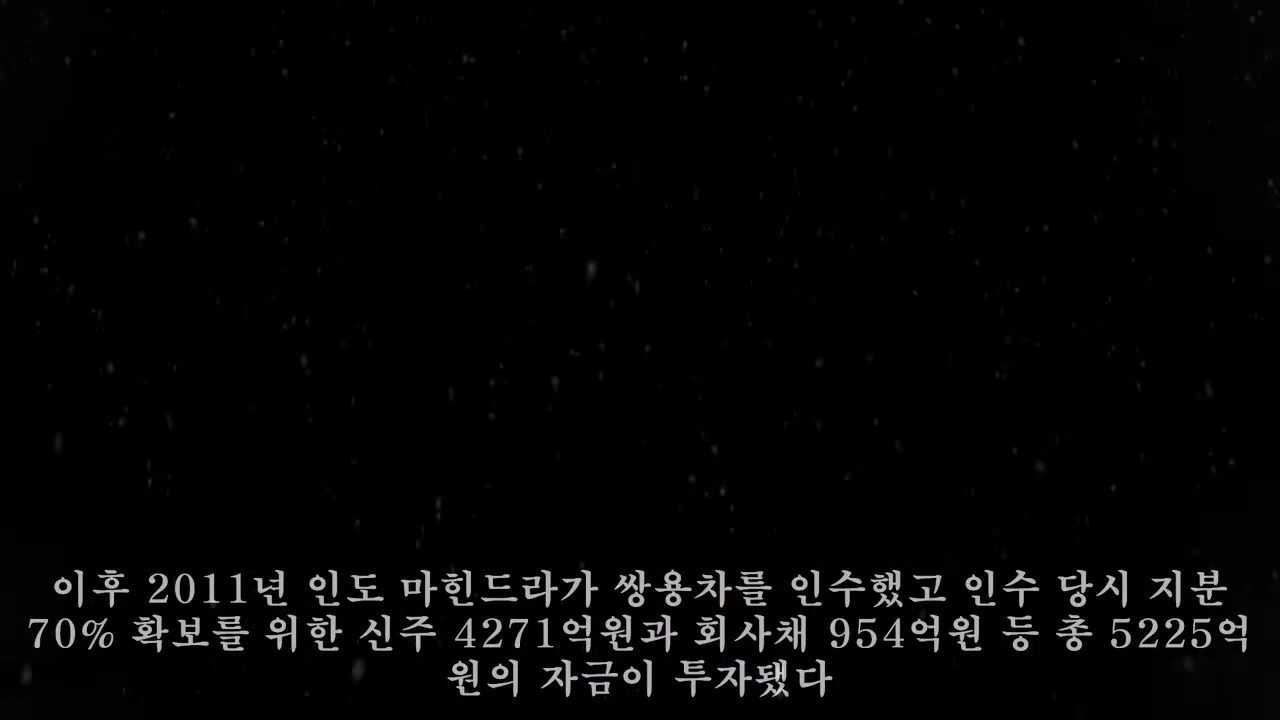 이후 2011년 인도 마힌드라가 쌍용차를 인수했고 인수 당시 지분
70% 확보를 위한 신주 4271억원과 회사채 954억원 등 총 5225억
원의 자금이 투자됐다